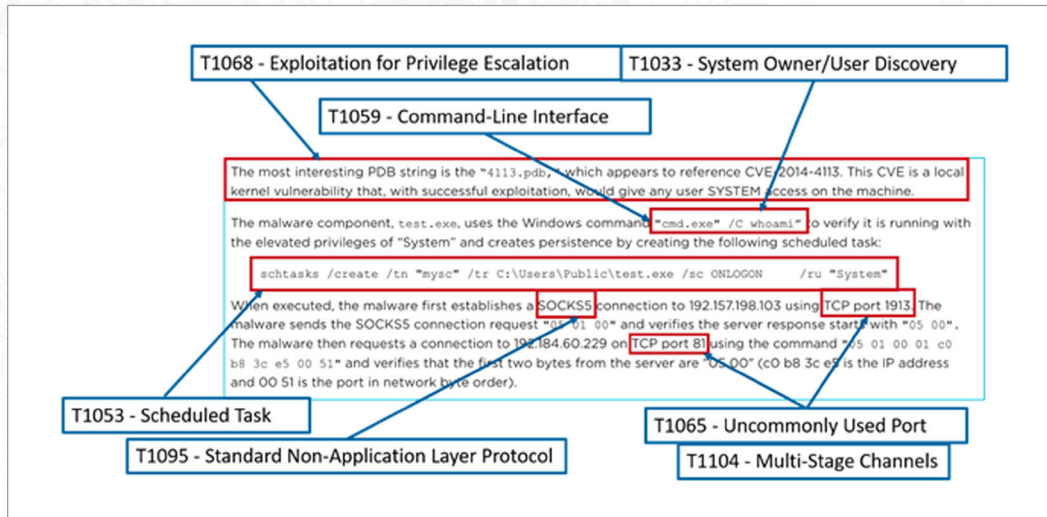 T1068 - Exploitation for Privilege Escalation
T1033 - System Owner/User Discovery
T1059 - Command-Line Interface
The most interesting PDB string is the "4113.pdb," which appears to reference CVE-2014-4113. This CVE is a local
kernel vulnerability that, with successful exploitation, would give any user SYSTEM access on the machine.
The malware component, test.exe, uses the Windows command "cmd.exe" /C whoami" to verify it is running with
the elevated privileges of "System" and creates persistence by creating the following scheduled task:
schtasks /create /tn "mysc" /tr C:\Users\Public\test.exe /sc ONLOGON /ru "System"
When executed, the malware first establishes a SOCKS5 connection to 192.157.198.103 using TCP port 1913. The
malware sends the SOCKS5 connection request "05 01 00" and verifies the server response starts with "05 00".
The malware then requests a connection to 192.184.60.229 on TCP port 81 using the command "05 01 00 01 c0
b8 3c e5 00 51" and verifies that the first two bytes from the server are "05 00" (c0 b8 3c e5 is the IP address
and 00 51 is the port in network byte order).
T1053 - Scheduled Task
T1065 - Uncommonly Used Port
T1095 - Standard Non-Application Layer Protocol
T1104 - Multi-Stage Channels